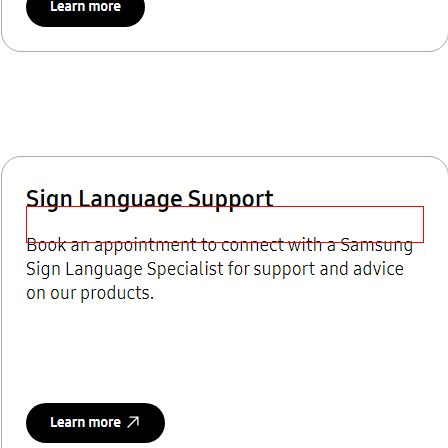 Learn more
Sign Language Support
Book an appointment to connect with a Samsung
Sign Language Specialist for support and advice
on our products.
Learn more